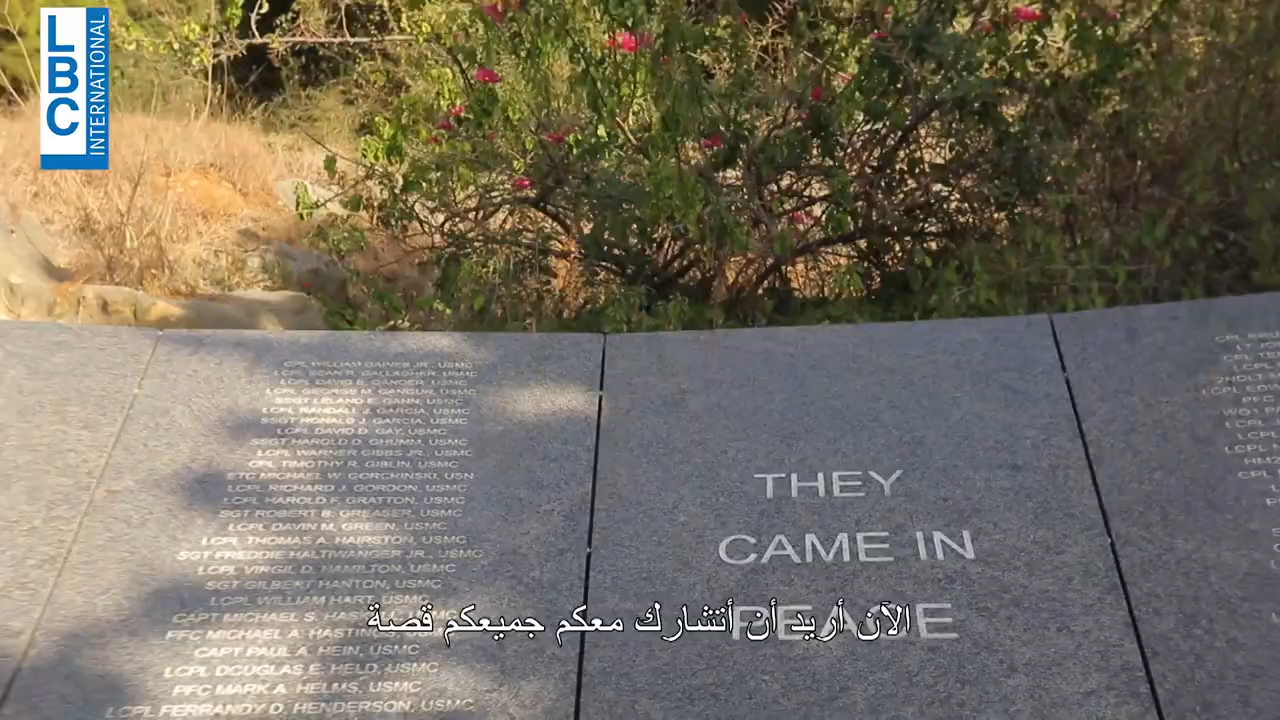 LBC
INTERNATIONAL
CPL WILLIAM GAINES JR., USMC
LCPL SEAN R. GALLAGHER, USMC
LCPL DAVID B. GANDER, USMC
LCPL GEORGE M. GANGUR, USMC
SSGT LELAND E. GANN, USMC
LCPL RANDALL J. GARCIA, USMC
SSGT RONALD J. GARCIA, USMC
LCPL DAVID D. GAY, USMC
SSGT HAROLD D. GHUMM, USMC
LCPL WARNER GIBBS JR., USMC
CPL TIMOTHY R. GIBLIN, USMC
ETC MICHAEL W. GORCHINSKI, USN
LCPL RICHARD J. GORDON, USMC
LCPL HAROLD F. GRATTON, USMC
SGT ROBERT B. GREASER, USMC
LCPL DAVIN M. GREEN, USMC
LCPL THOMAS A. HAIRSTON, USMC
SGT FREDDIE HALTIWANGER JR., USMC
LCPL VIRGIL D. HAMILTON, USMC
SGT GILBERT HANTON, USMC
LCPL WILLIAM HART, USMC
CAPT MICHAEL S.
PFC MICHAEL A. HASTINGS,
CAPT PAUL A. HEIN, USMC
LCPL DOUGLAS E. HELD, USMC
PFC MARK A. HELMS, USMC
LCPL FERRANDY D. HENDERSON, USMC
THEY
CAME IN
PEACE
الآن أريد أن أتشارك معكم جميعكم قصة